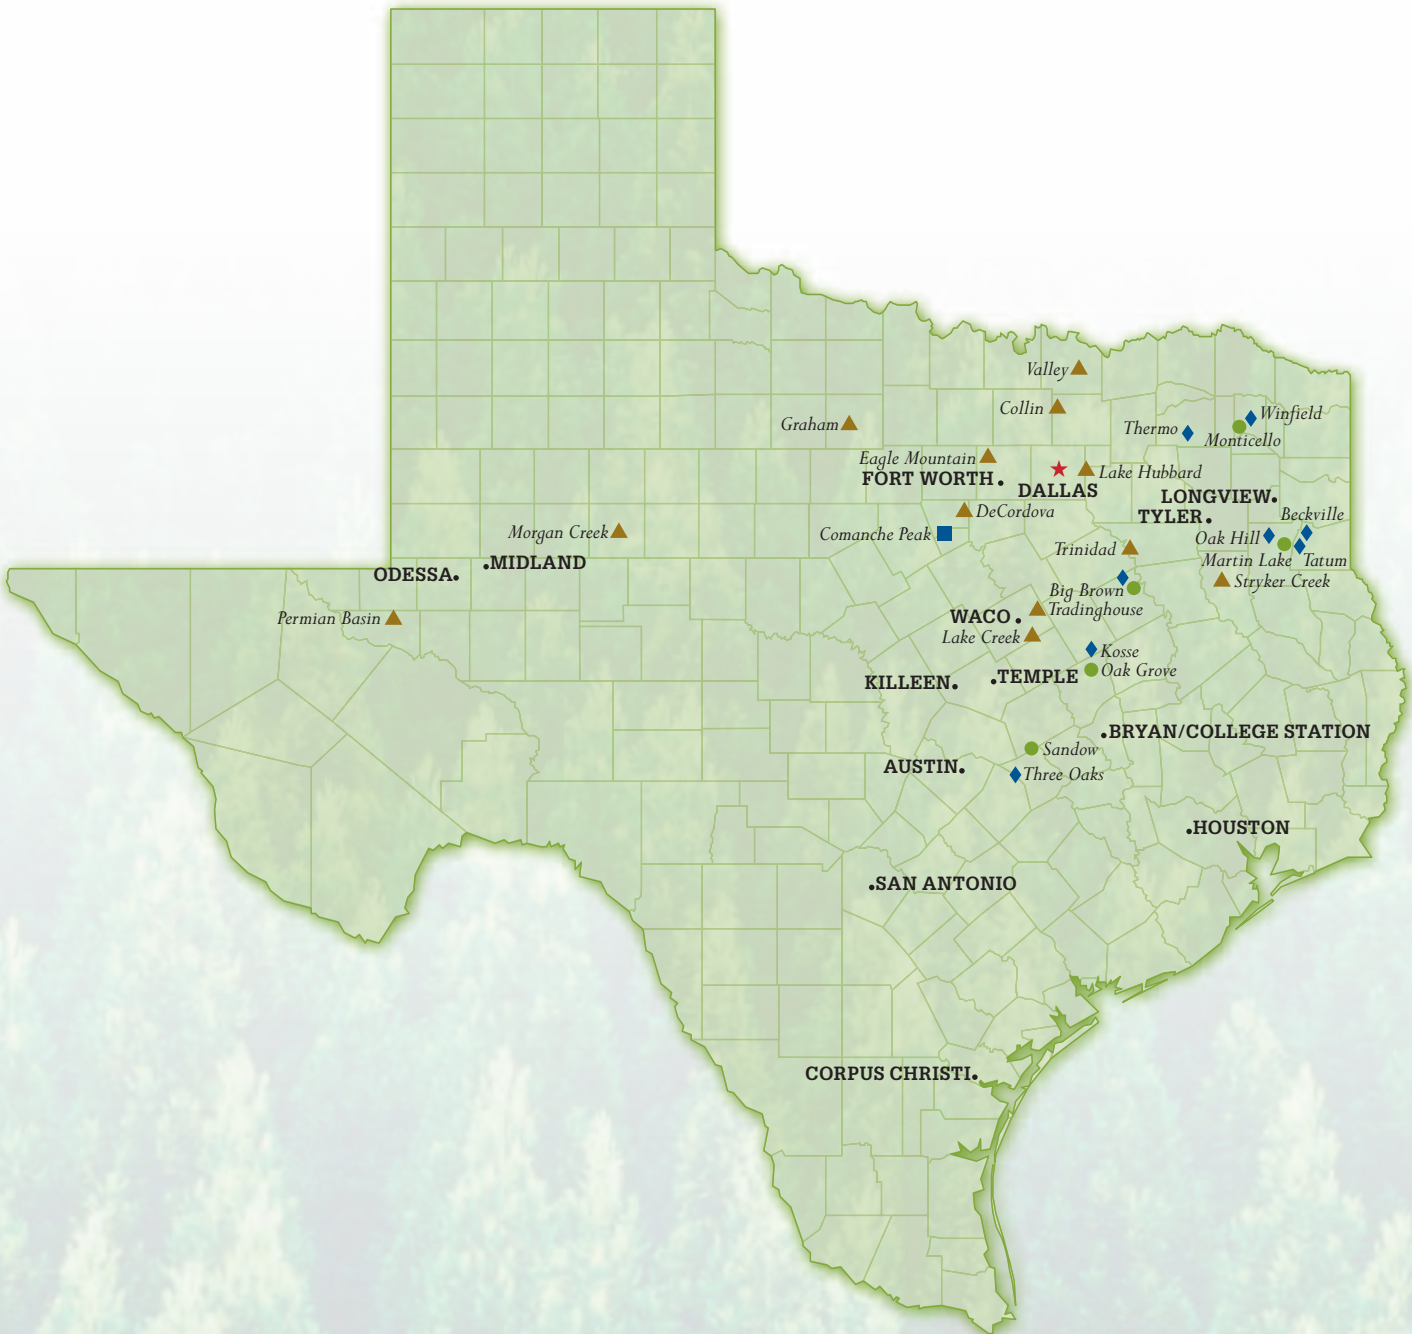 Valley
Collin
Winfield
Graham
Thermo
Monticello
Eagle Mountain
Lake Hubbard
FORT WORTH
DALLAS
LONGVIEW
DeCordova
TYLER
Beckville
Morgan Creek
Comanche Peak
Oak Hill
Trinidad
Martin Lake
Tatum
MIDLAND
ODESSA
Stryker Creek
Big Brown
Tradinghouse
Permian Basin
WACO
Lake Creek
Kosse
Oak Grove
TEMPLE
KILLEEN
BRYAN/COLLEGE STATION
Sandow
AUSTIN
Three Oaks
HOUSTON
SAN ANTONIO
CORPUS CHRISTI